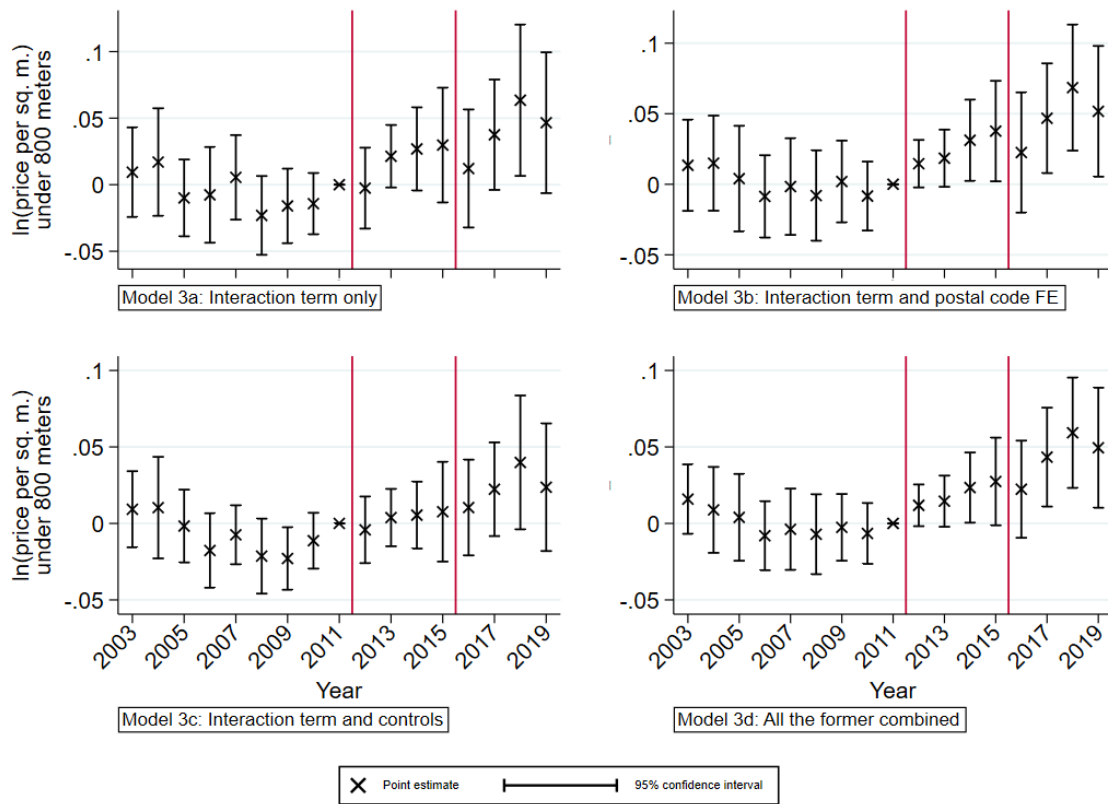 ln(price per sq. m.)
under 800 meters
.1
.05
0
-.05
Model 3a: Interaction term only
.1
.05
0
-.05
Model 3b: Interaction term and postal code FE
ln(price per sq. m.)
under 800 meters
.1
.05
0
-.05
2003 2005 2007 2009 2011 2013 2015 2017 2019
Year
Model 3c: Interaction term and controls
.1
.05
0
-.05
2003 2005 2007 2009 2011 2013 2015 2017 2019
Year
Model 3d: All the former combined
Point estimate 95% confidence interval